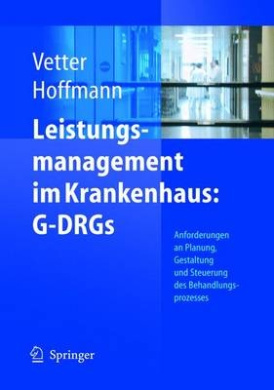 Vetter
Hoffmann
Leistungs-
management
im Krankenhaus:
G-DRGs
Anforderungen
an Planung,
Gestaltung
und Steuerung
des Behandlungs-
prozesses
Springer